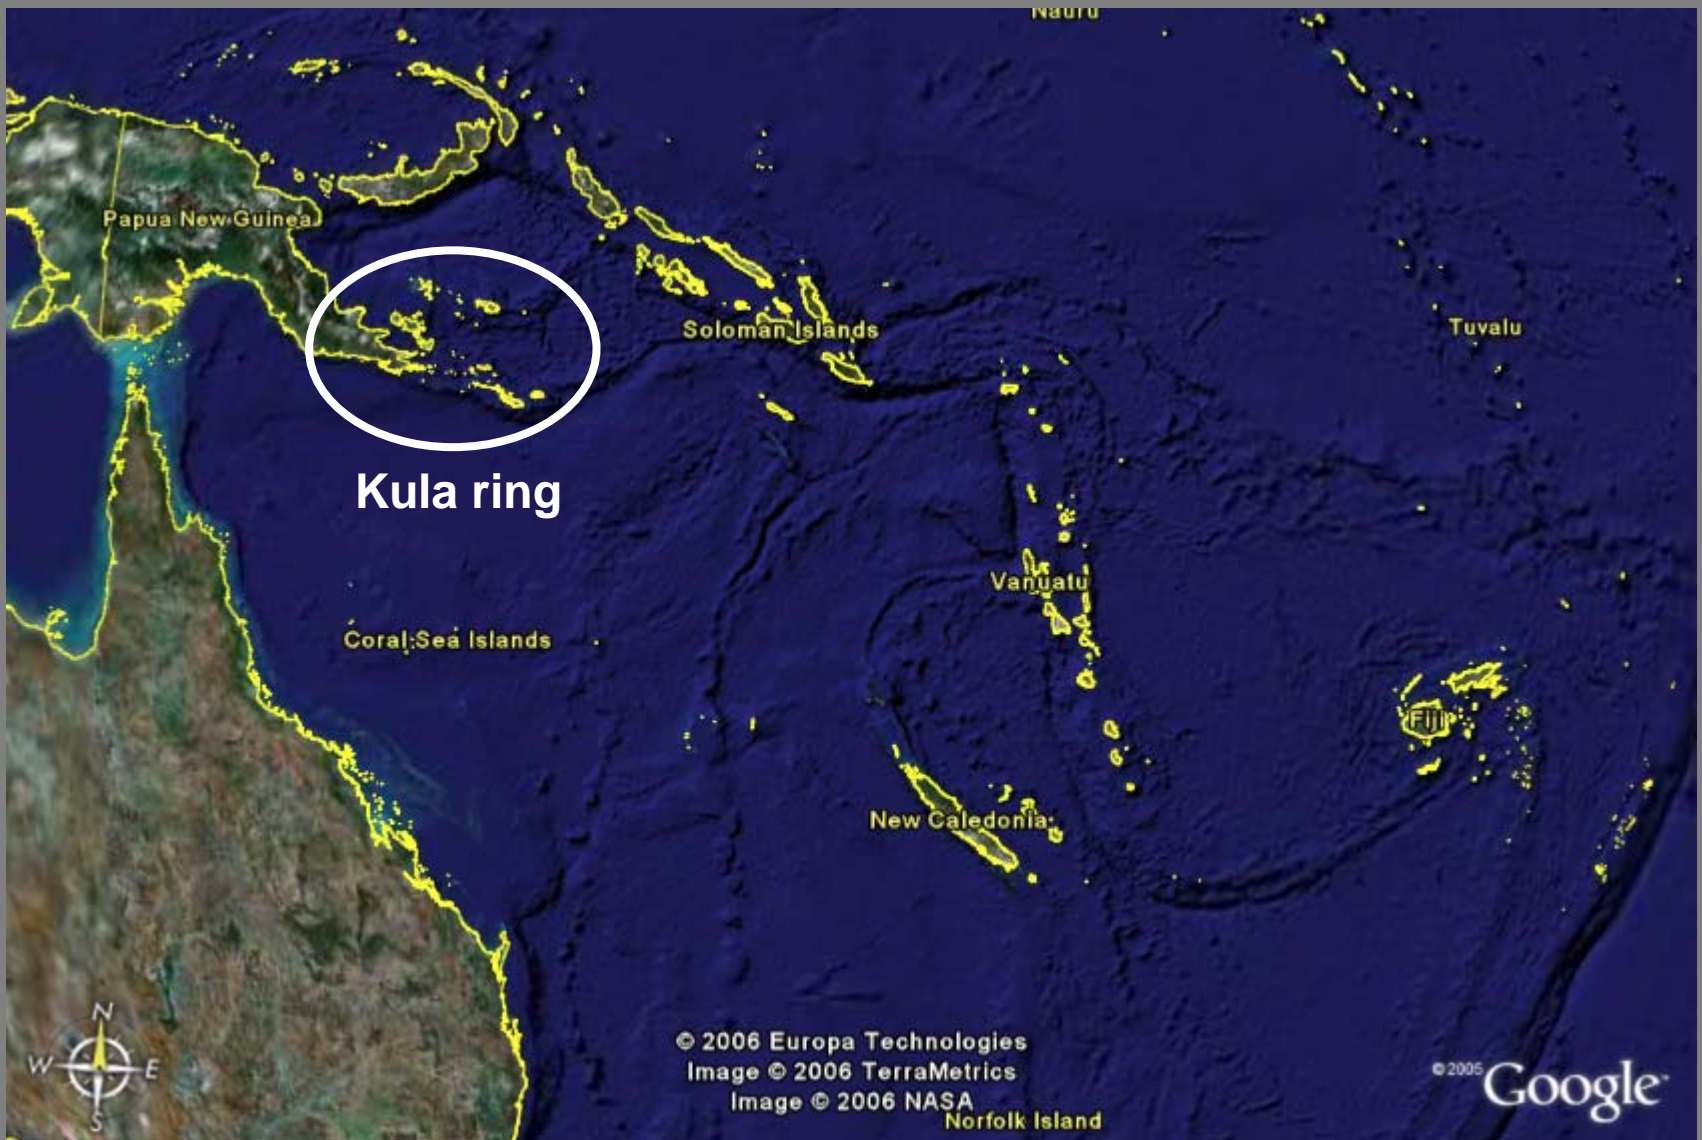 Nauru
Papua New Guinea
Soloman Islands
Tuvalu
Kula ring
Vanuatu
Coral Sea Islands
Fiji
New Caledonia
N
W E
S
© 2006 Europa Technologies
Image © 2006 TerraMetrics
Image © 2006 NASA
© 2005 Google
Norfolk Island